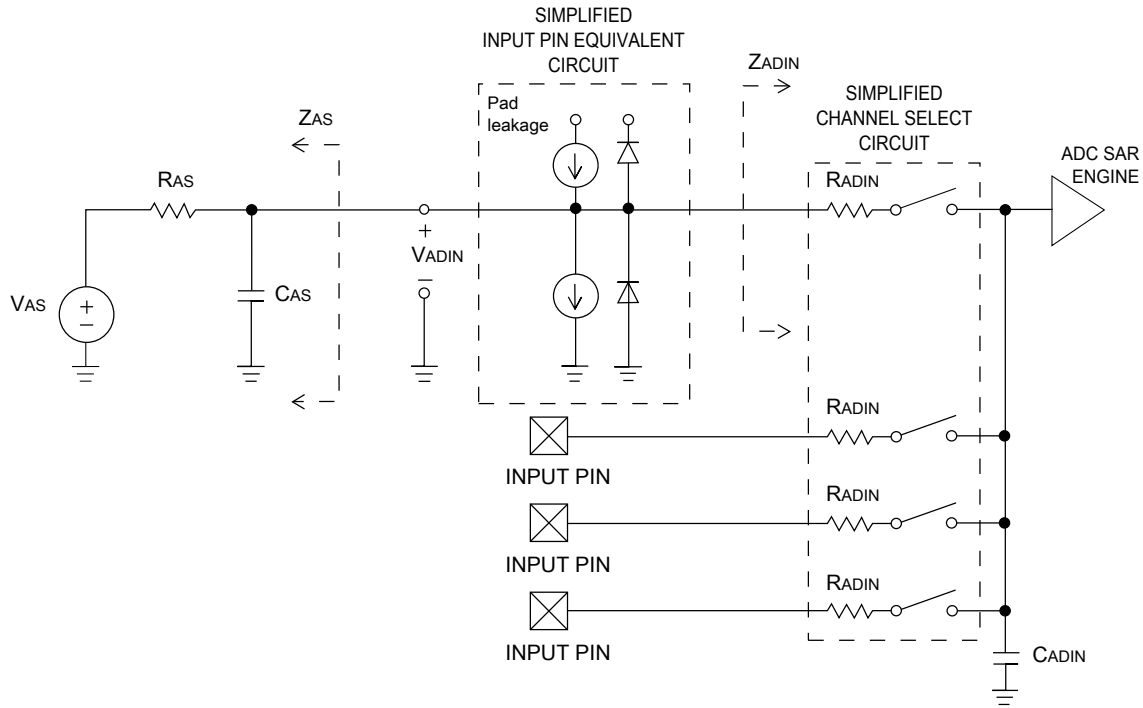 SIMPLIFIED
INPUT PIN EQUIVALENT
CIRCUIT
ZADIN
SIMPLIFIED
CHANNEL SELECT
CIRCUIT
Pad
leakage
ZAS
ADC SAR
ENGINE
RAS
RADIN
+
VADIN
–
VAS
+
–
CAS
RADIN
INPUT PIN
RADIN
INPUT PIN
RADIN
INPUT PIN
CADIN